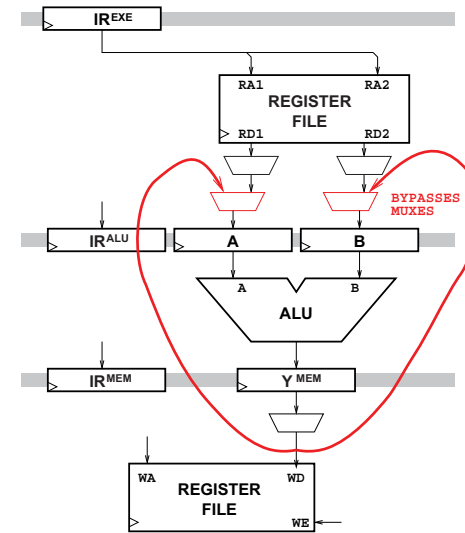 IR EXE
RA1 RA2
REGISTER
FILE
RD1 RD2
BYPASSES
MUXES
IR ALU A B
A B
ALU
IR MEM Y MEM
WA WD
REGISTER
FILE
WE